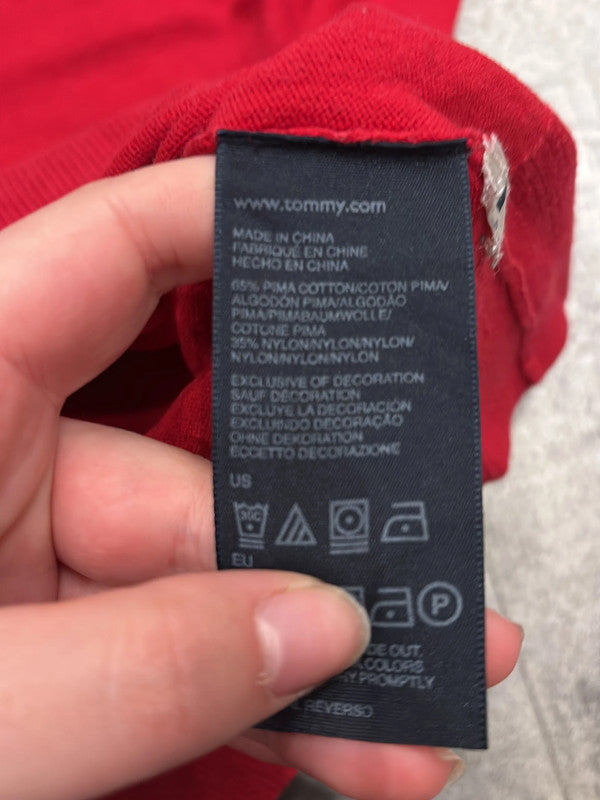 www.tommy.com
MADE IN CHINA
FABRIQUÉ EN CHINE
HECHO EN CHINA
65% PIMA COTTON/COTON PIMA/
ALGODÓN PIMA/ALGODÃO
PIMA/PIMABAUMWOLLE/
COTONE PIMA
35% NYLON/NYLON/NYLON/
NYLON/NYLON/NYLON
EXCLUSIVE OF DECORATION
SAUF DÉCORATION
EXCLUYE LA DECORACIÓN
EXCLUINDO DECORAÇÃO
OHNE DEKORATION
ECCETTO DECORAZIONE
US
30C
EU
P
OUT.
COLORS
PROMPTLY
REVERSO